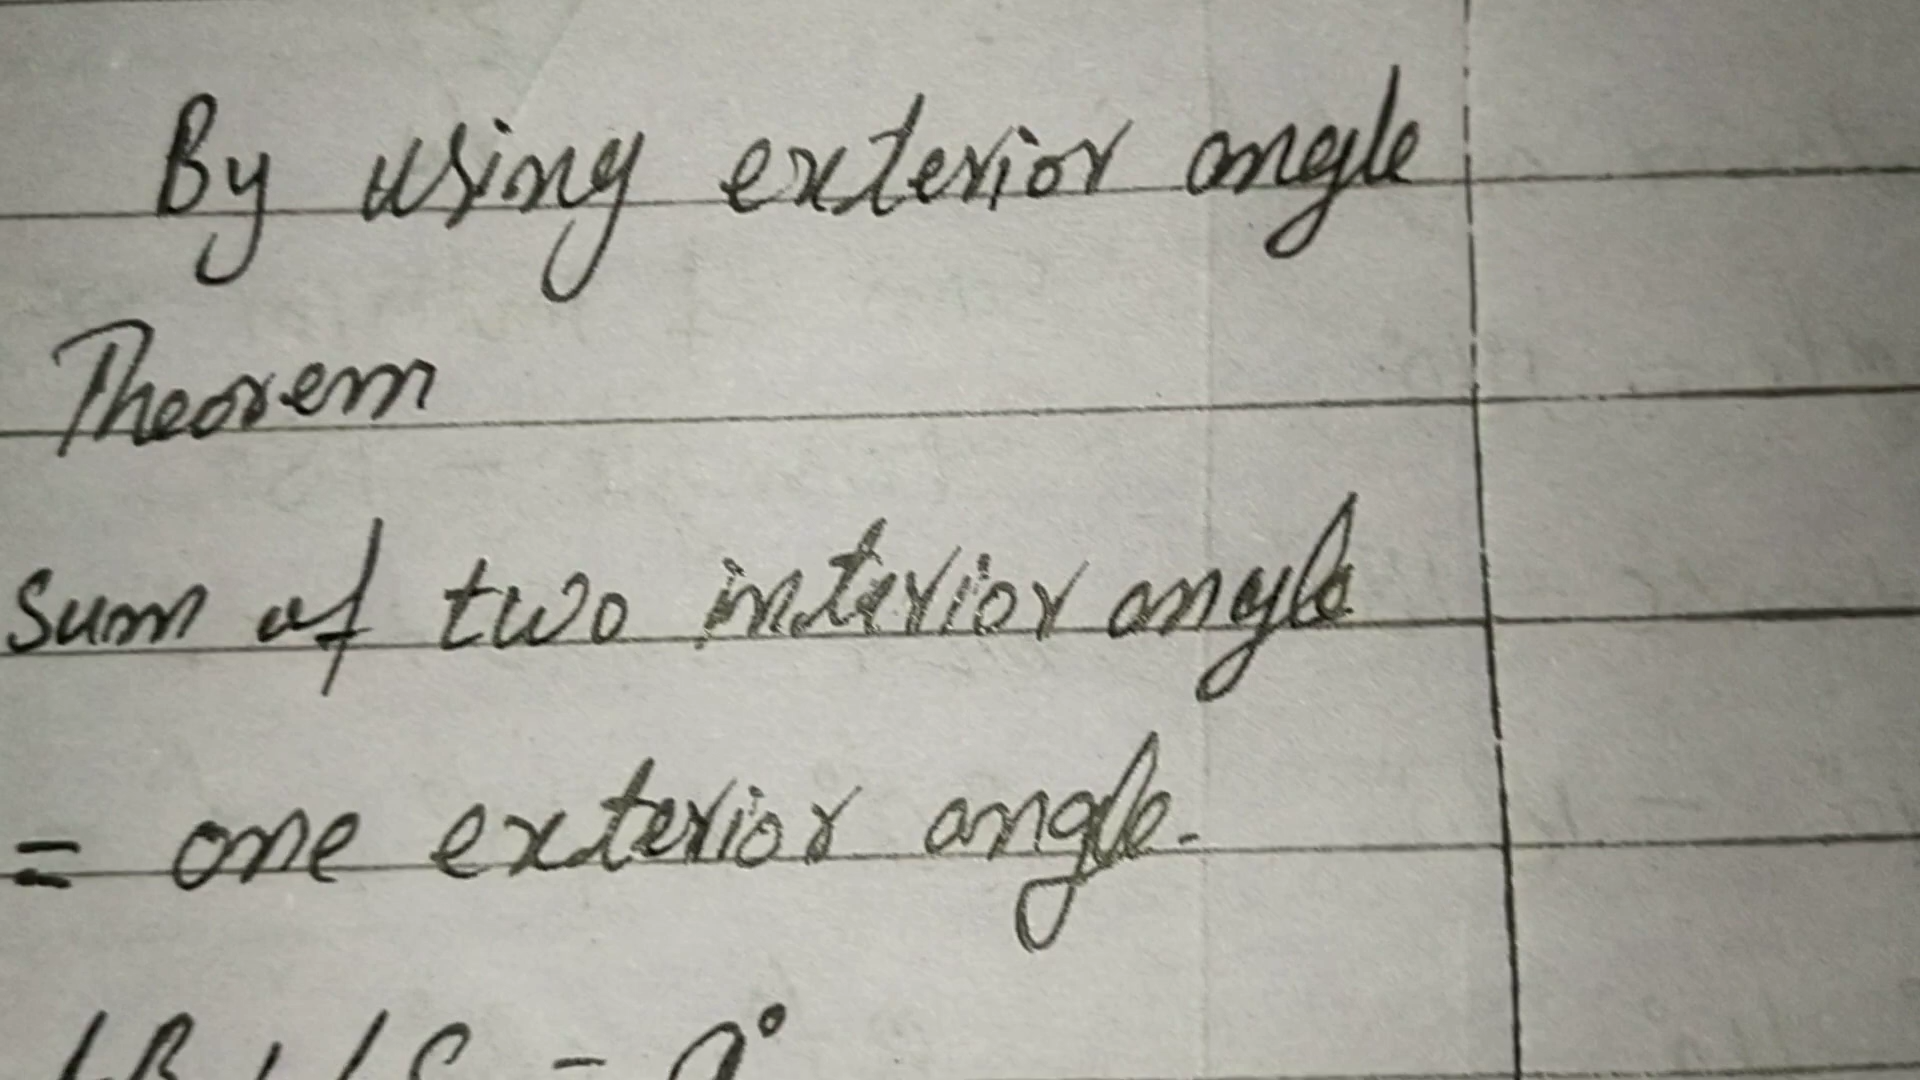 By using exterior angle
Theorem
Sum of two interior angle
= one exterior angle.
∠B + ∠C =